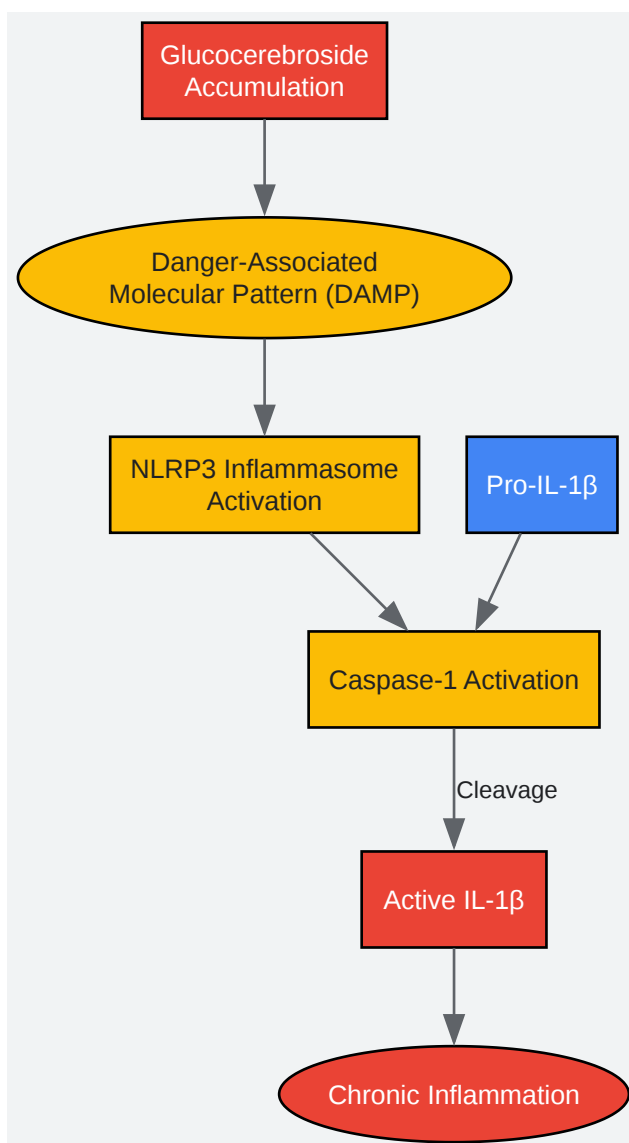 Glucocerebroside
Accumulation
Danger-Associated
Molecular Pattern (DAMP)
NLRP3 Inflammasome
Activation
Pro-IL-1β
Caspase-1 Activation
Cleavage
Active IL-1β
Chronic Inflammation